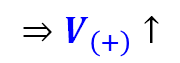 ⇒ V(+) ↑